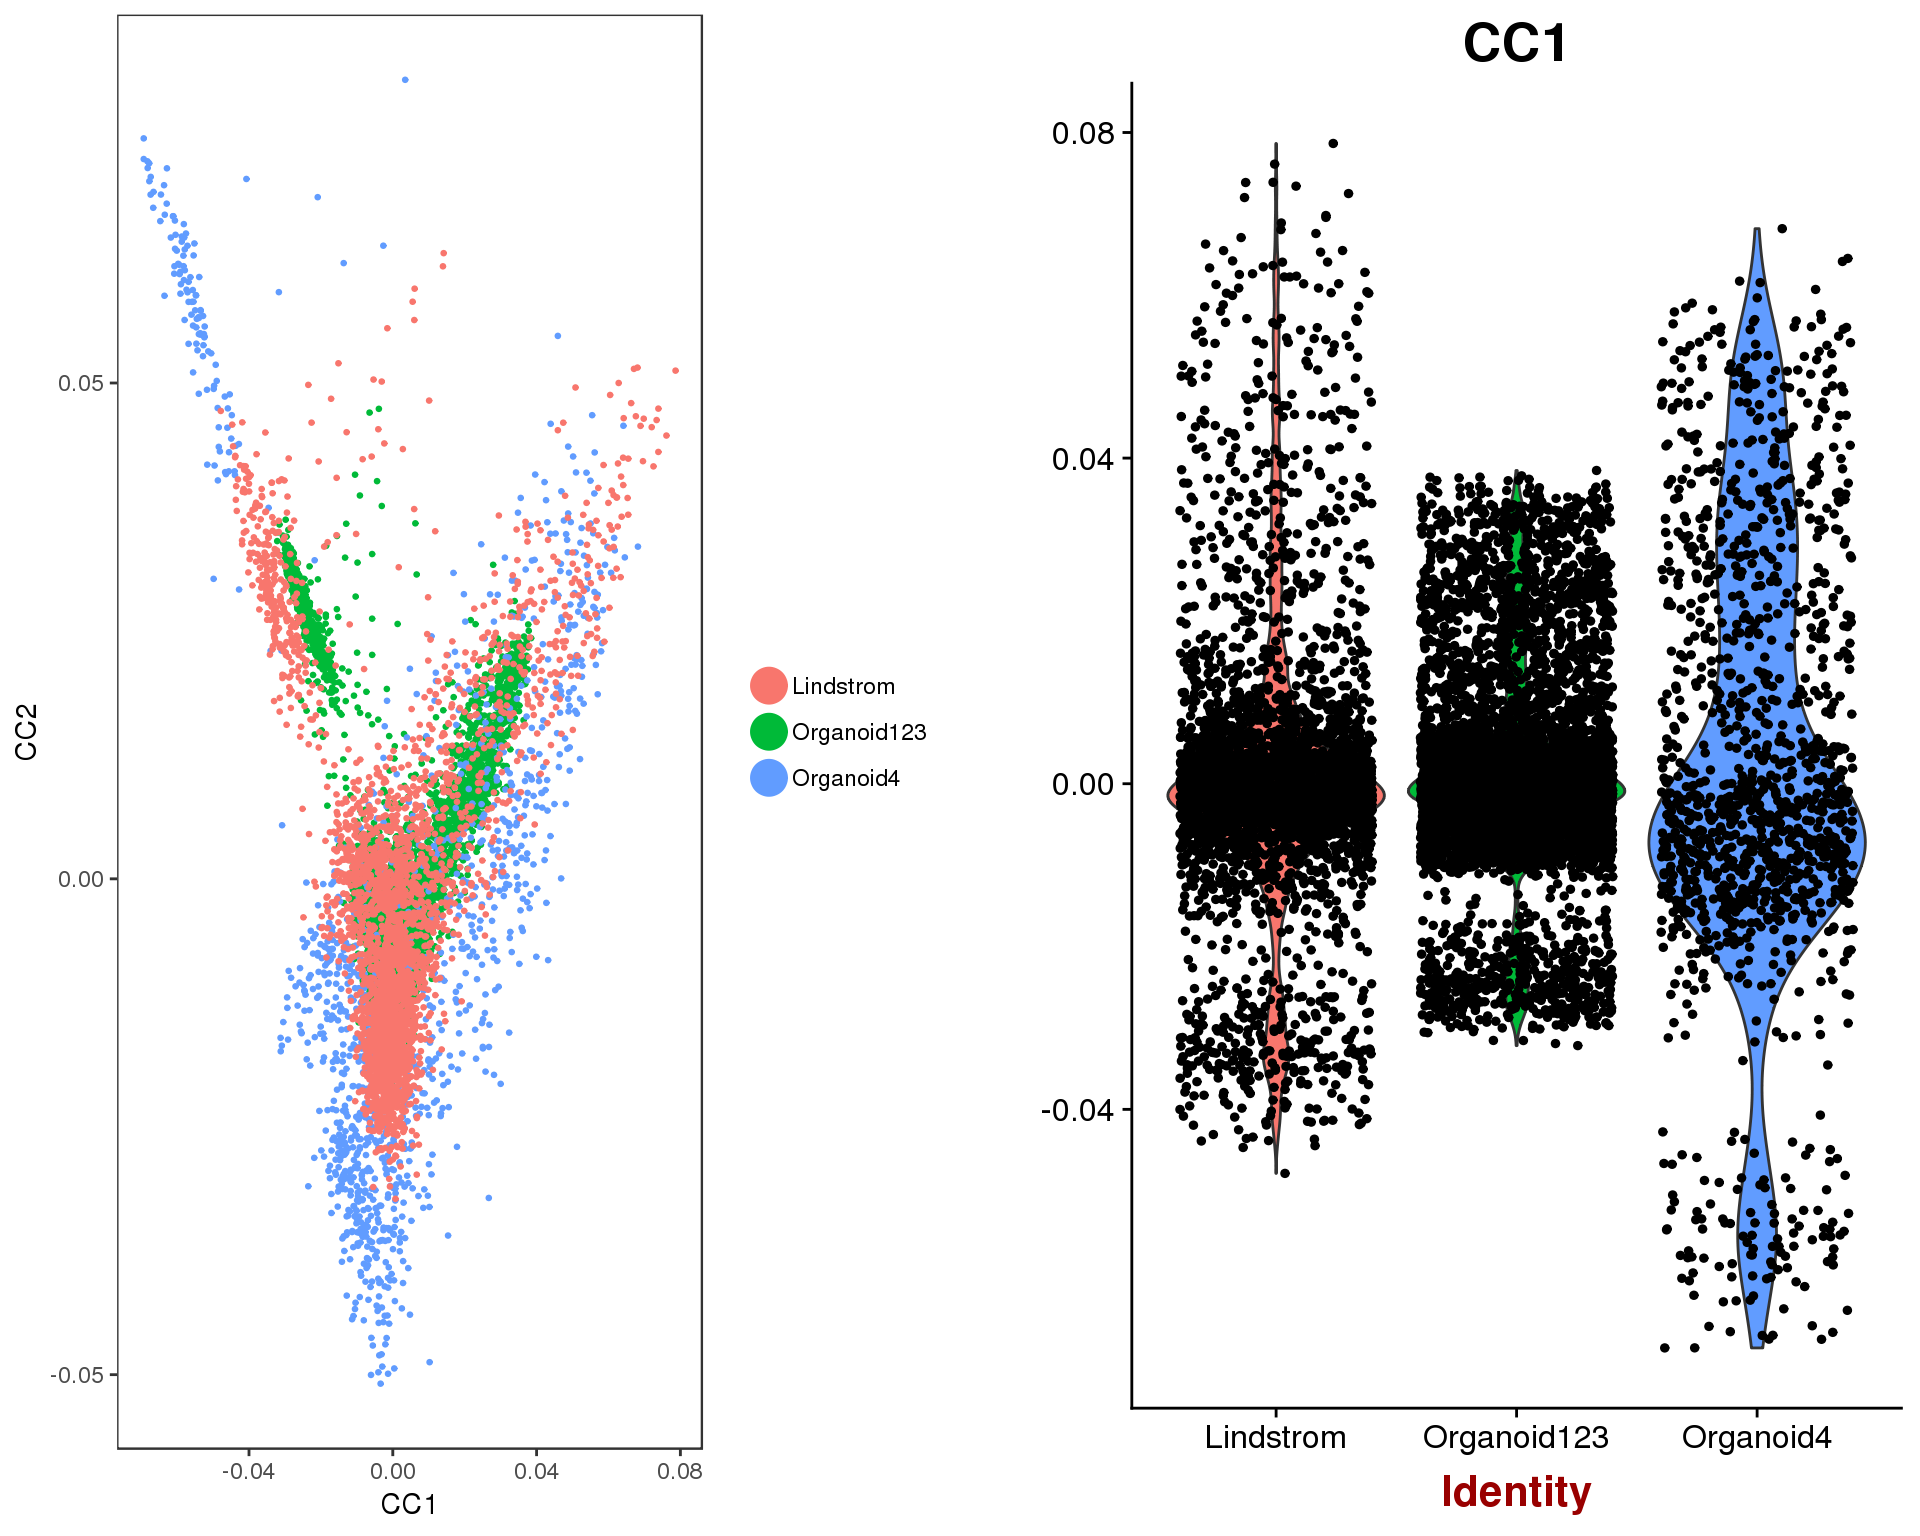 CC2
0.05
0.00
-0.05
-0.04 0.00 0.04 0.08
CC1
Lindstrom
Organoid123
Organoid4
CC1
0.08
0.04
0.00
-0.04
Lindstrom Organoid123 Organoid4
Identity